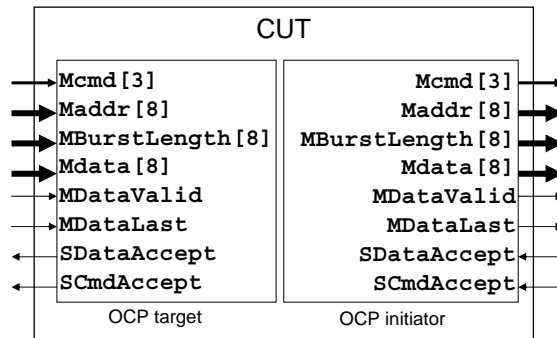 CUT
Mcmd[3]
Maddr[8]
MBurstLength[8]
Mdata[8]
MDataValid
MDataLast
SDataAccept
SCmdAccept
OCP target
Mcmd[3]
Maddr[8]
MBurstLength[8]
Mdata[8]
MDataValid
MDataLast
SDataAccept
SCmdAccept
OCP initiator